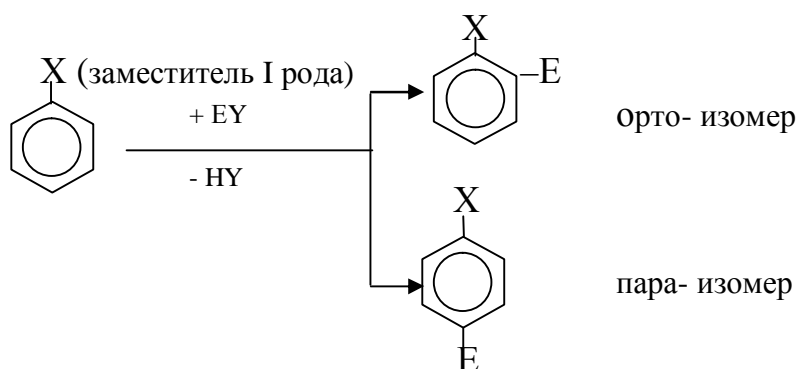 X
–E
орто- изомер
X (заместитель I рода)
+ EY
- HY
X
E
пара- изомер